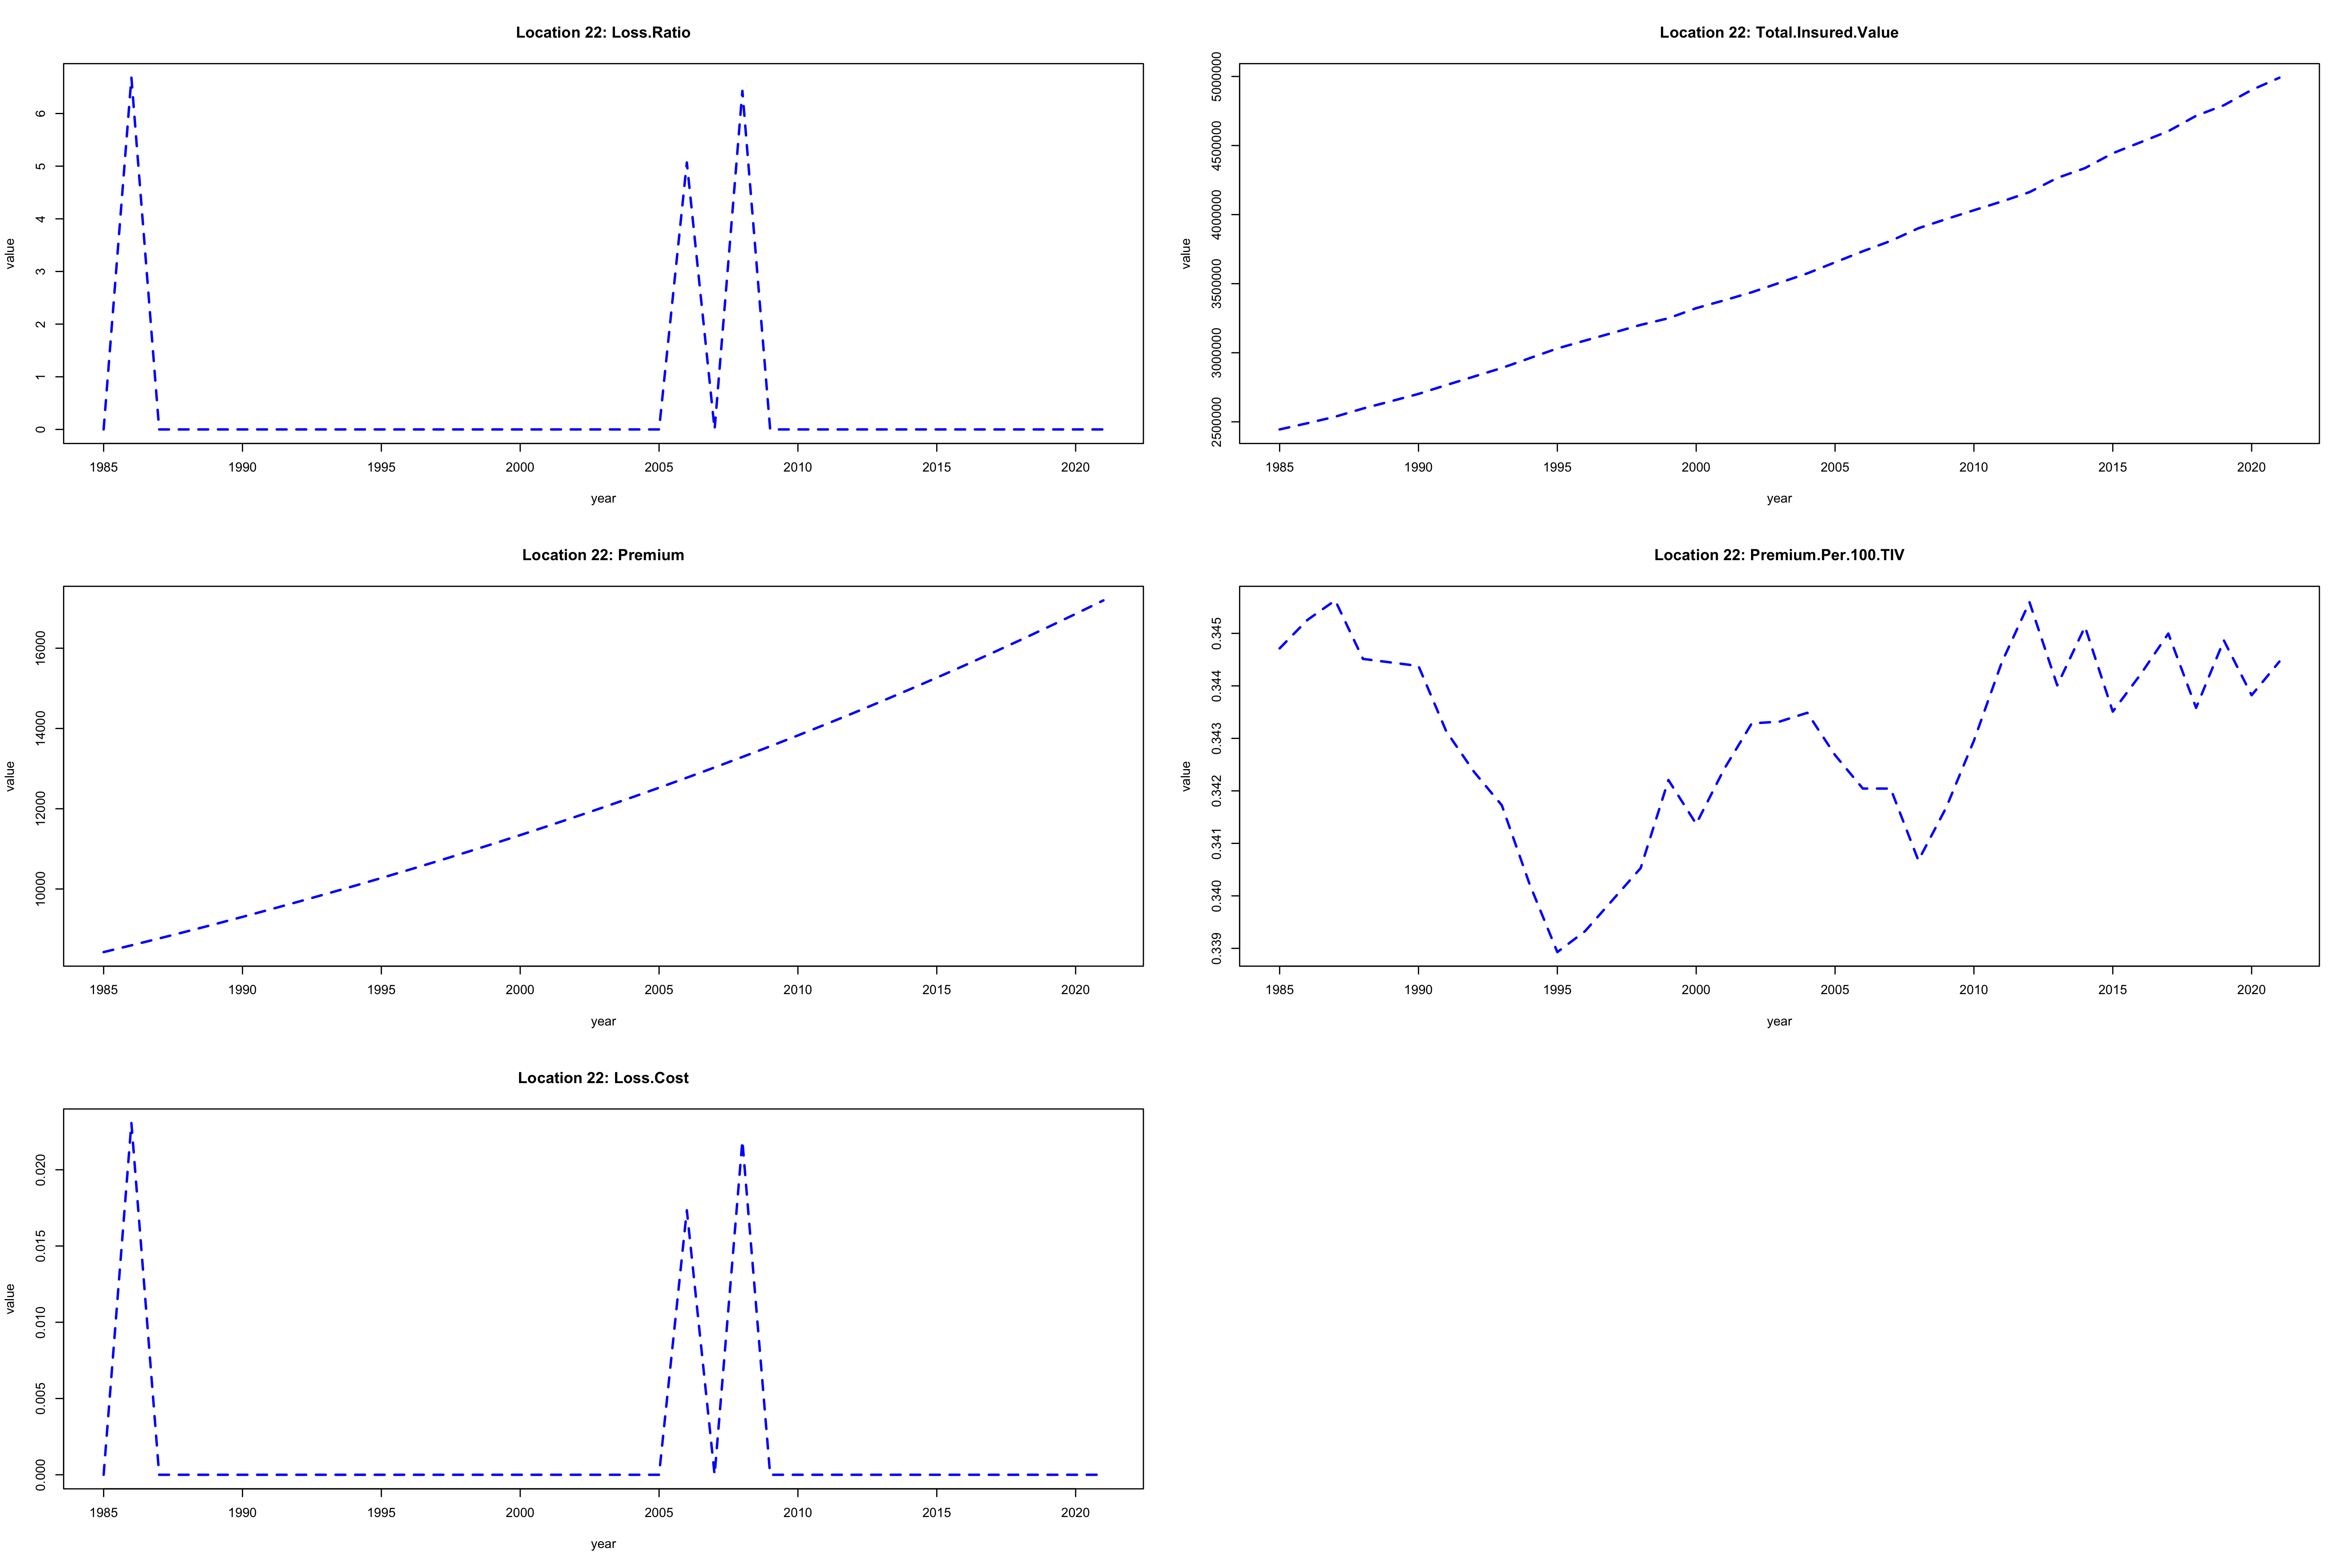 Location 22: Loss.Ratio
value
6
5
4
3
2
1
0
1985 1990 1995 2000 2005 2010 2015 2020
year
Location 22: Total.Insured.Value
value
5000000
4500000
4000000
3500000
3000000
2500000
1985 1990 1995 2000 2005 2010 2015 2020
year
Location 22: Premium
value
16000
14000
12000
10000
1985 1990 1995 2000 2005 2010 2015 2020
year
Location 22: Premium.Per.100.TIV
value
0.345
0.344
0.343
0.342
0.341
0.340
0.339
1985 1990 1995 2000 2005 2010 2015 2020
year
Location 22: Loss.Cost
value
0.020
0.015
0.010
0.005
0.000
1985 1990 1995 2000 2005 2010 2015 2020
year